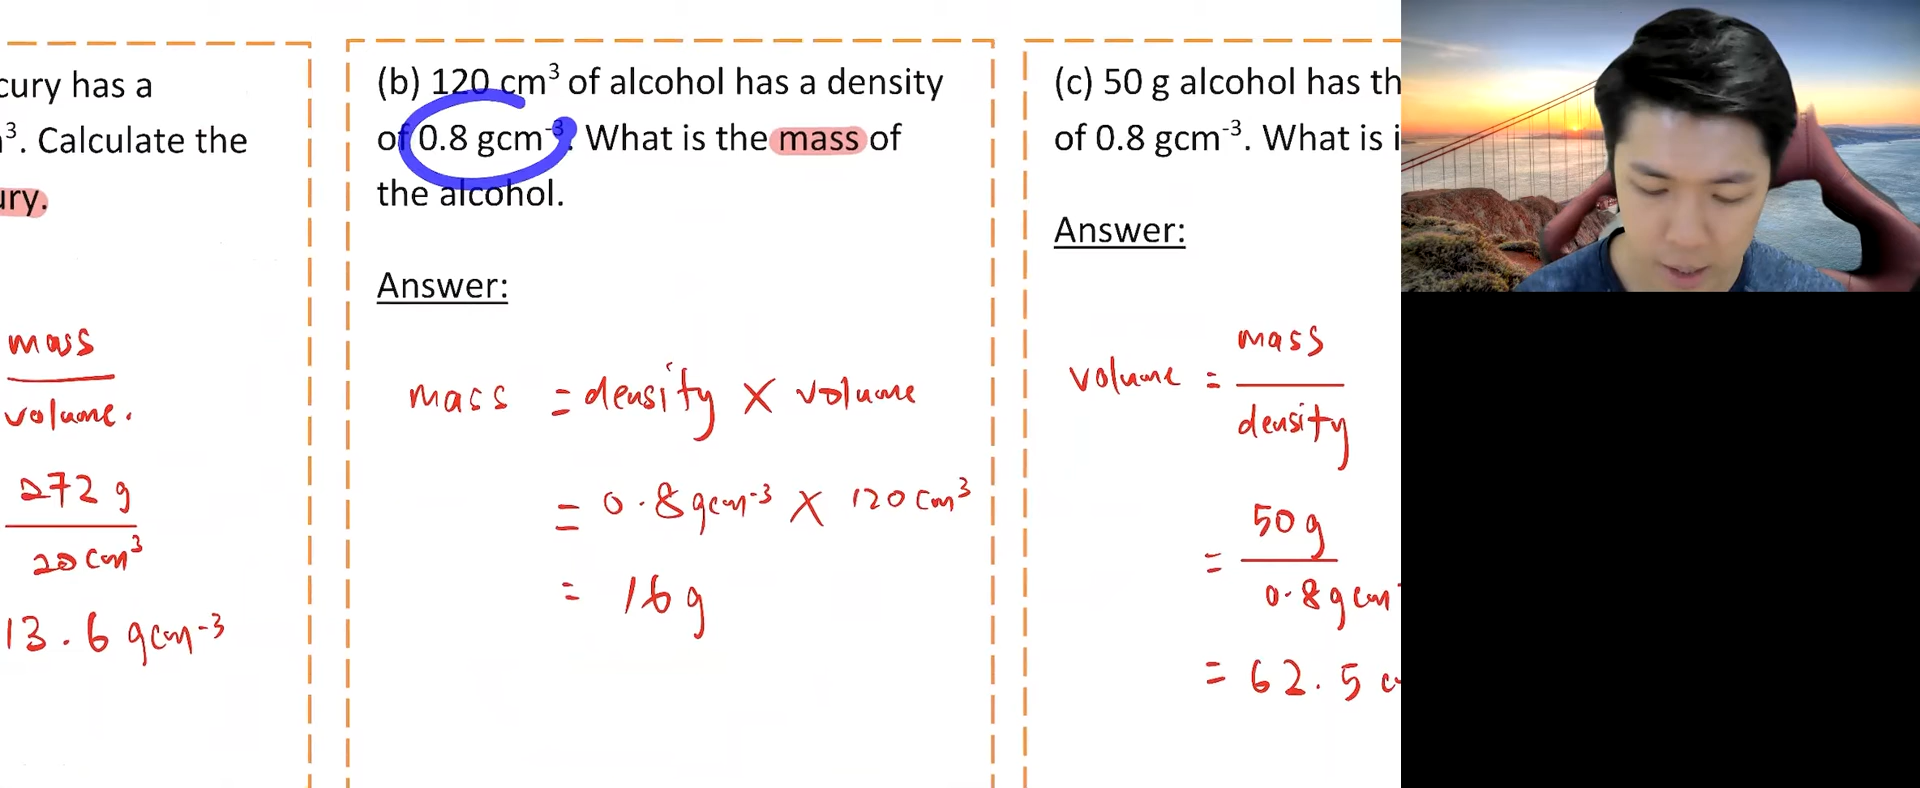 cury has a
³. Calculate the
ury.
mass
volume.
272 g
20 cm³
13.6 gcm⁻³
(b) 120 cm³ of alcohol has a density
of 0.8 gcm⁻³. What is the mass of
the alcohol.
Answer:
mass = density × volume
= 0.8 gcm⁻³ × 120 cm³
= 16 g
(c) 50 g alcohol has th
of 0.8 gcm⁻³. What is i
Answer:
volume = mass
density
= 50 g
0.8 gcm
= 62.5 c